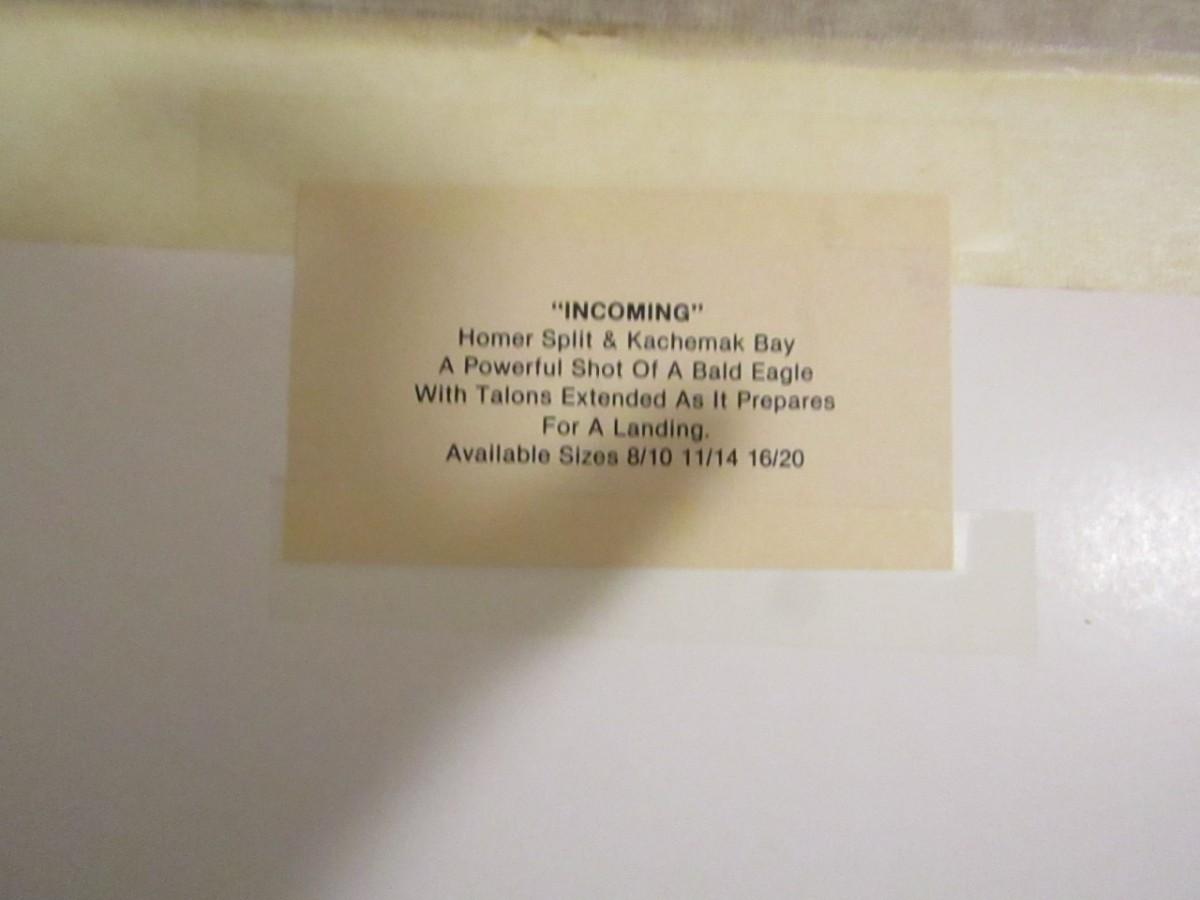 "INCOMING"
Homer Split & Kachemak Bay
A Powerful Shot Of A Bald Eagle
With Talons Extended As It Prepares
For A Landing.
Available Sizes 8/10 11/14 16/20